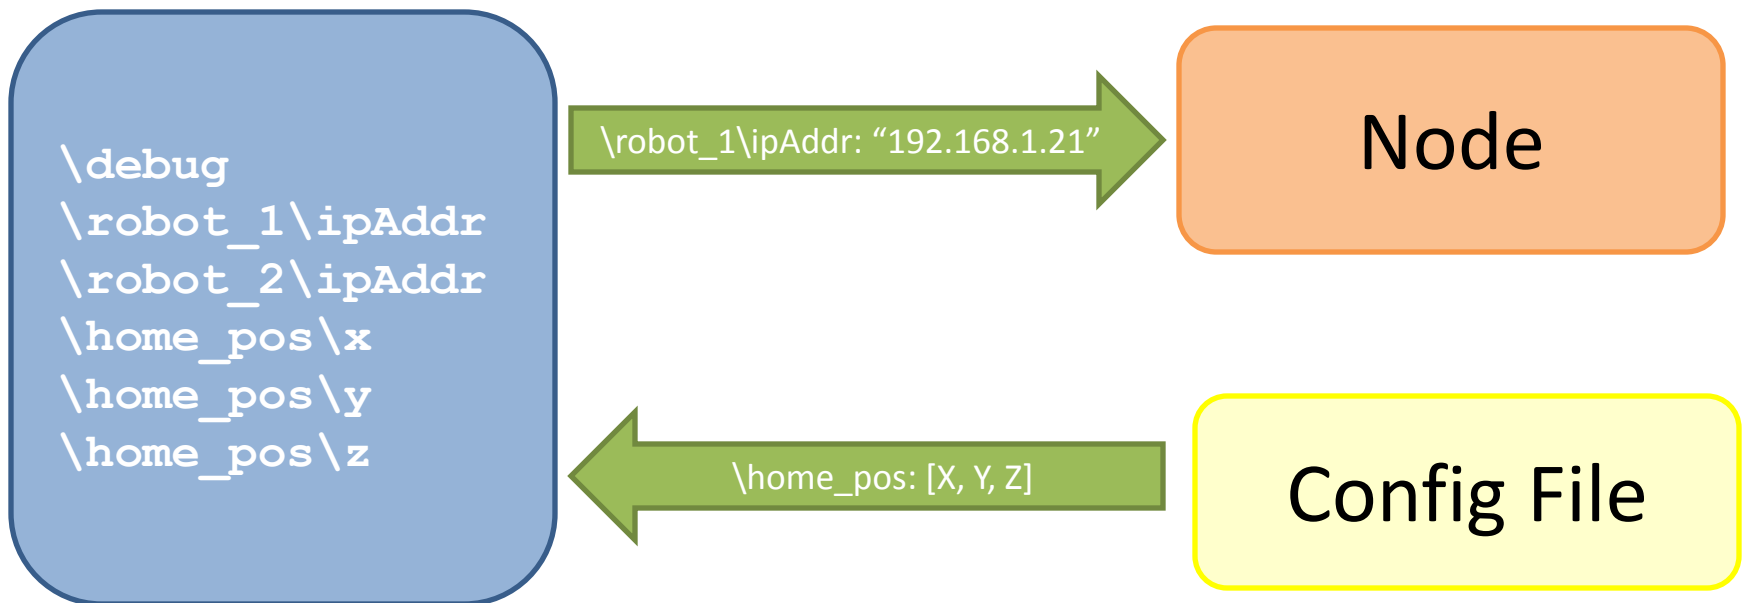 \debug
\robot_1\ipAddr
\robot_2\ipAddr
\home_pos\x
\home_pos\y
\home_pos\z
\robot_1\ipAddr: “192.168.1.21”
Node
\home_pos: [X, Y, Z]
Config File